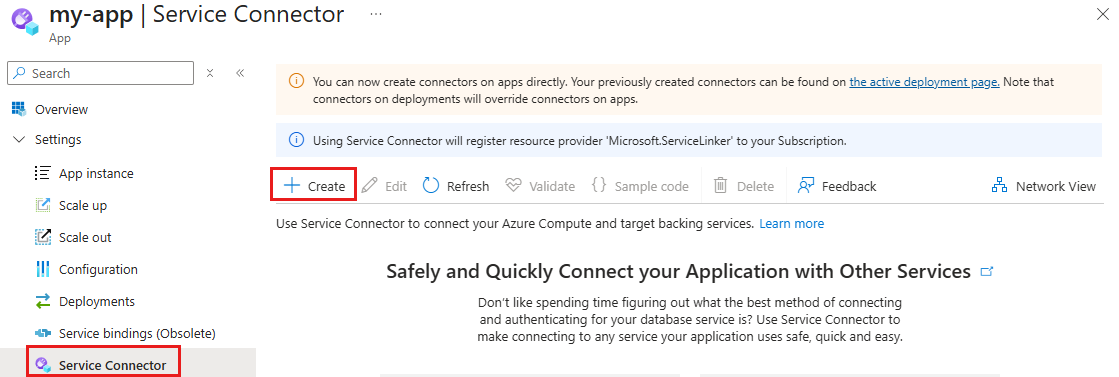 my-app | Service Connector ...
App
Search
Overview
Settings
App instance
Scale up
Scale out
Configuration
Deployments
Service bindings (Obsolete)
Service Connector
You can now create connectors on apps directly. Your previously created connectors can be found on the active deployment page. Note that
connectors on deployments will override connectors on apps.
Using Service Connector will register resource provider 'Microsoft.ServiceLinker' to your Subscription.
Create Edit Refresh Validate Sample code Delete Feedback Network View
Use Service Connector to connect your Azure Compute and target backing services. Learn more
Safely and Quickly Connect your Application with Other Services
Don't like spending time figuring out what the best method of connecting
and authenticating for your database service is? Use Service Connector to
make connecting to any service your application uses safe, quick and easy.